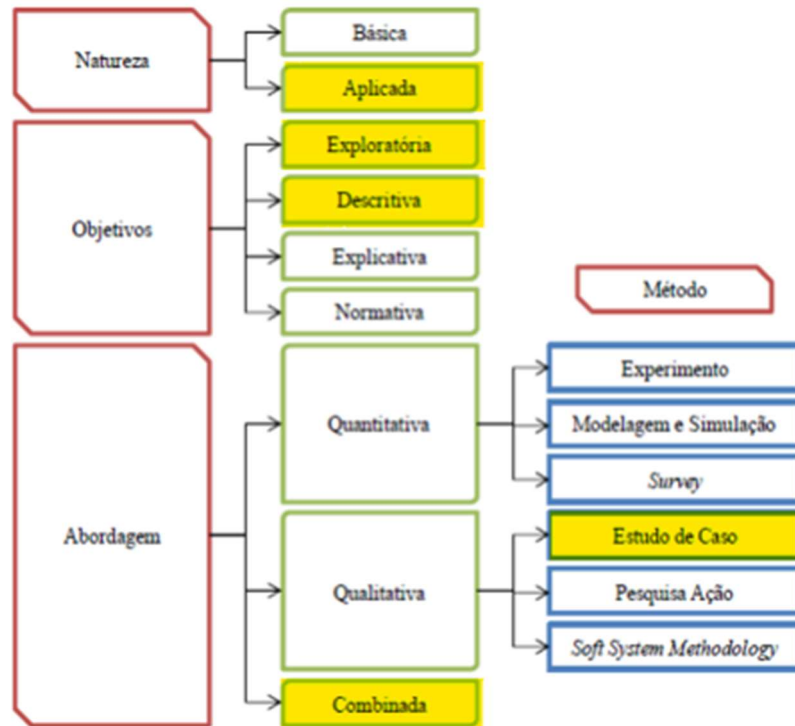 Natureza
Básica
Aplicada
Objetivos
Exploratória
Descritiva
Explicativa
Normativa
Método
Abordagem
Quantitativa
Experimento
Modelagem e Simulação
Survey
Qualitativa
Estudo de Caso
Pesquisa Ação
Soft System Methodology
Combinada